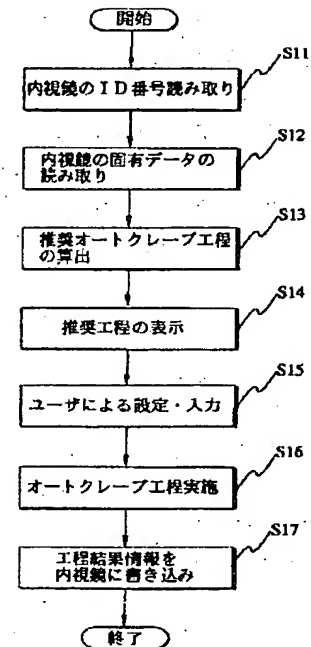 開始
S11
内視鏡のID番号読み取り
S12
内視鏡の固有データの
読み取り
S13
推奨オートクレーブ工程
の算出
S14
推奨工程の表示
S15
ユーザによる設定・入力
S16
オートクレーブ工程実施
S17
工程結果情報を
内視鏡に書き込み
終了